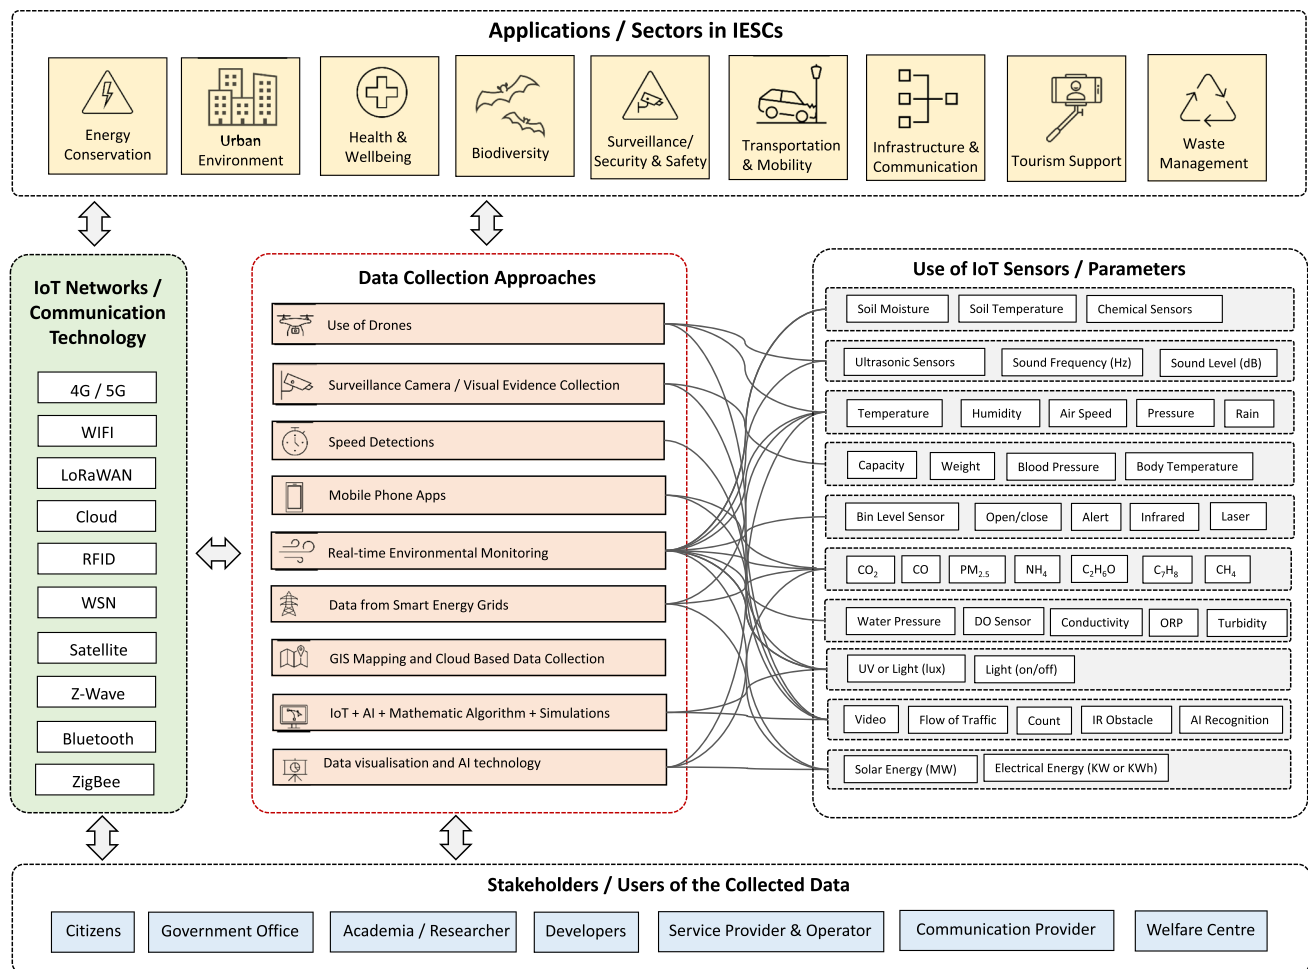 Applications / Sectors in IESCs
Energy
Conservation
Urban
Environment
Health &
Wellbeing
Biodiversity
Surveillance/
Security & Safety
Transportation
& Mobility
Infrastructure &
Communication
Tourism Support
Waste
Management
IoT Networks /
Communication
Technology
4G / 5G
WIFI
LoRaWAN
Cloud
RFID
WSN
Satellite
Z-Wave
Bluetooth
ZigBee
Data Collection Approaches
Use of Drones
Surveillance Camera / Visual Evidence Collection
Speed Detections
Mobile Phone Apps
Real-time Environmental Monitoring
Data from Smart Energy Grids
GIS Mapping and Cloud Based Data Collection
IoT + AI + Mathematic Algorithm + Simulations
Data visualisation and AI technology
Use of IoT Sensors / Parameters
Soil Moisture Soil Temperature Chemical Sensors
Ultrasonic Sensors Sound Frequency (Hz) Sound Level (dB)
Temperature Humidity Air Speed Pressure Rain
Capacity Weight Blood Pressure Body Temperature
Bin Level Sensor Open/close Alert Infrared Laser
CO₂ CO PM₂.₅ NH₄ C₂H₆O C₇H₈ CH₄
Water Pressure DO Sensor Conductivity ORP Turbidity
UV or Light (lux) Light (on/off)
Video Flow of Traffic Count IR Obstacle AI Recognition
Solar Energy (MW) Electrical Energy (KW or KWh)
Stakeholders / Users of the Collected Data
Citizens Government Office Academia / Researcher Developers Service Provider & Operator Communication Provider Welfare Centre